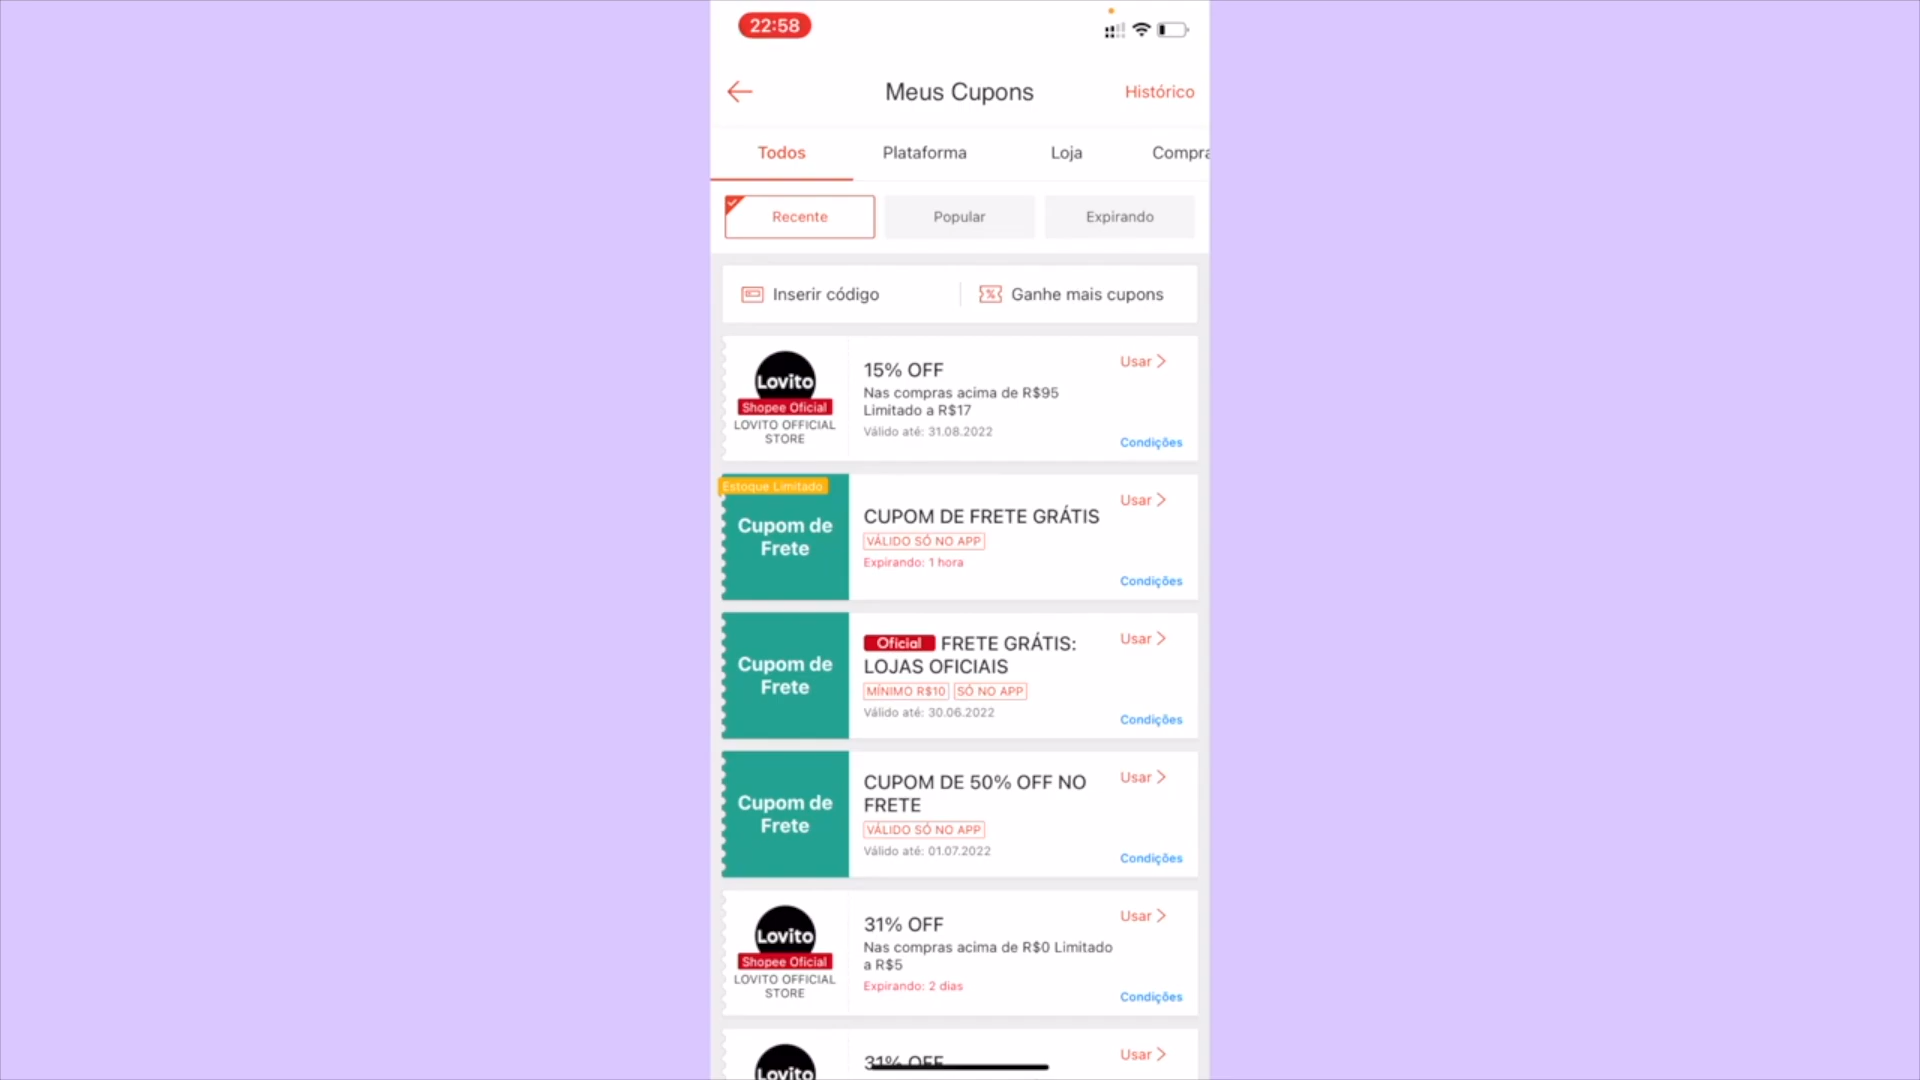 22:58
Meus Cupons
Histórico
Todos
Plataforma
Loja
Compra
Recente
Popular
Expirando
Inserir código
Ganhe mais cupons
Lovito
Shopee Oficial
LOVITO OFFICIAL
STORE
15% OFF
Nas compras acima de R$95
Limitado a R$17
Válido até: 31.08.2022
Usar
Condições
Estoque Limitado
Cupom de
Frete
CUPOM DE FRETE GRÁTIS
VÁLIDO SÓ NO APP
Expirando: 1 hora
Usar
Condições
Cupom de
Frete
Oficial FRETE GRÁTIS:
LOJAS OFICIAIS
MÍNIMO R$10 SÓ NO APP
Válido até: 30.06.2022
Usar
Condições
Cupom de
Frete
CUPOM DE 50% OFF NO
FRETE
VÁLIDO SÓ NO APP
Válido até: 01.07.2022
Usar
Condições
Lovito
Shopee Oficial
LOVITO OFFICIAL
STORE
31% OFF
Nas compras acima de R$0 Limitado
a R$5
Expirando: 2 dias
Usar
Condições
Lovito
31% OFF
Usar